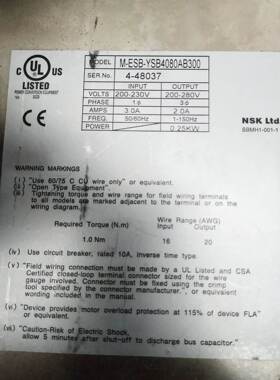 MODEL M-ESB-YSB4080AB300
SER.No. 4-48037
C UL US
LISTED
INPUT OUTPUT
VOLTS 200-230V 200-280V
PHASE 1φ 3φ
AMPS 3.0A 2.0A
FREQ. 50/60Hz 1-150Hz
POWER 0.25KW
NSK Ltd
WARNING MARKINGS
(i) "Use 60/75 C CU wire only" or equivalent.
(ii) "Open Type Equipment".
(iii) Tightening torque and wire range for field wiring terminals
to all models are marked adjacent to the terminal or on the
wiring diagram.
Required Torque (N.m) Wire Range (AWG)
Input Output
1.0 Nm 16 20
(iv) Use circuit breaker, rated 10A, inverse time type.
(v) "Field wiring connection must be made by a UL Listed and CSA
Certified closed-loop terminal connector sized for the wire
gauge involved. Connector must be fixed using the crimp
tool specified by the connector manufacturer", or equivalent
wording included in the manual.
(vi) "Device provides motor overload protection at 115% of device FLA"
or equivalent.
(vii) "Caution-Risk of Electric Shock,
allow 5 minutes after shut-off to discharge bus capacitor."